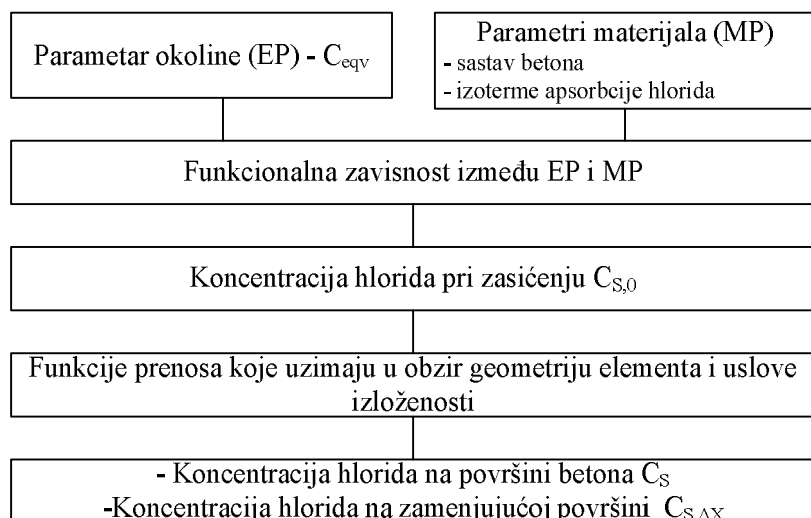 Parametar okoline (EP) - Ceqv
Parametri materijala (MP)
- sastav betona
- izoterme apsorbcije hlorida
Funkcionalna zavisnost između EP i MP
Koncentracija hlorida pri zasićenju CS,0
Funkcije prenosa koje uzimaju u obzir geometriju elementa i uslove
izloženosti
- Koncentracija hlorida na površini betona CS
-Koncentracija hlorida na zamenjujućoj površini CS,ΔX